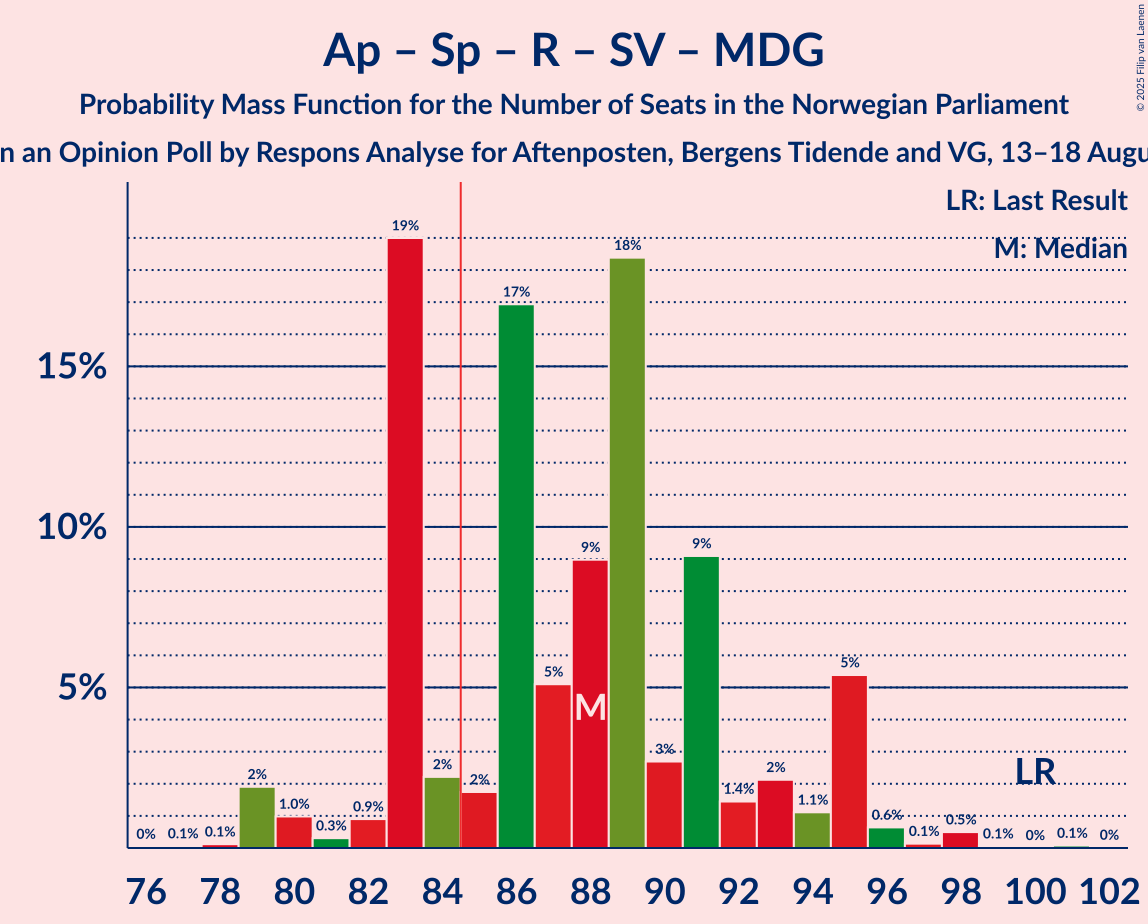 Ap – Sp – R – SV – MDG
Probability Mass Function for the Number of Seats in the Norwegian Parliament
n an Opinion Poll by Respons Analyse for Aftenposten, Bergens Tidende and VG, 13–18 Augu
© 2025 Filip van Laenen
LR: Last Result
M: Median
15%
10%
5%
0% 0.1% 0.1% 2% 1.0% 0.3% 0.9% 19% 2% 2% 17% 5% 9% 18% 3% 9% 1.4% 2% 1.1% 5% 0.6% 0.1% 0.5% 0.1% 0% 0.1% 0%
M
LR
76 78 80 82 84 86 88 90 92 94 96 98 100 102